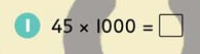 1 45 × 1000 = □